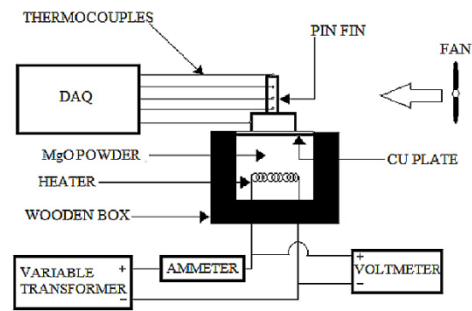 THERMOCOUPLES
PIN FIN
FAN
DAQ
MgO POWDER
CU PLATE
HEATER
WOODEN BOX
VARIABLE
TRANSFORMER
+
−
AMMETER
+
VOLTMETER
−